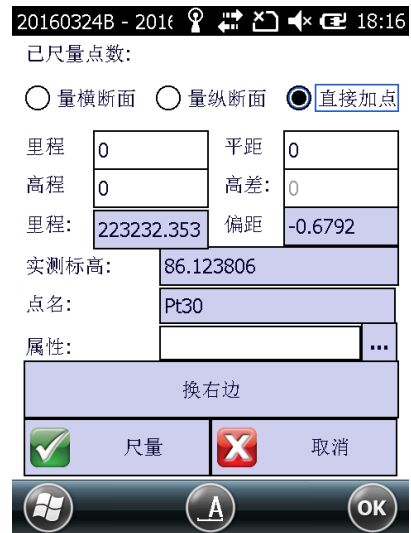 20160324B - 2016 18:16
已尺量点数:
量横断面 量纵断面 直接加点
里程 0 平距 0
高程 0 高差: 0
里程: 223232.353 偏距 -0.6792
实测标高: 86.123806
点名: Pt30
属性: ...
换右边
尺量 取消
A OK